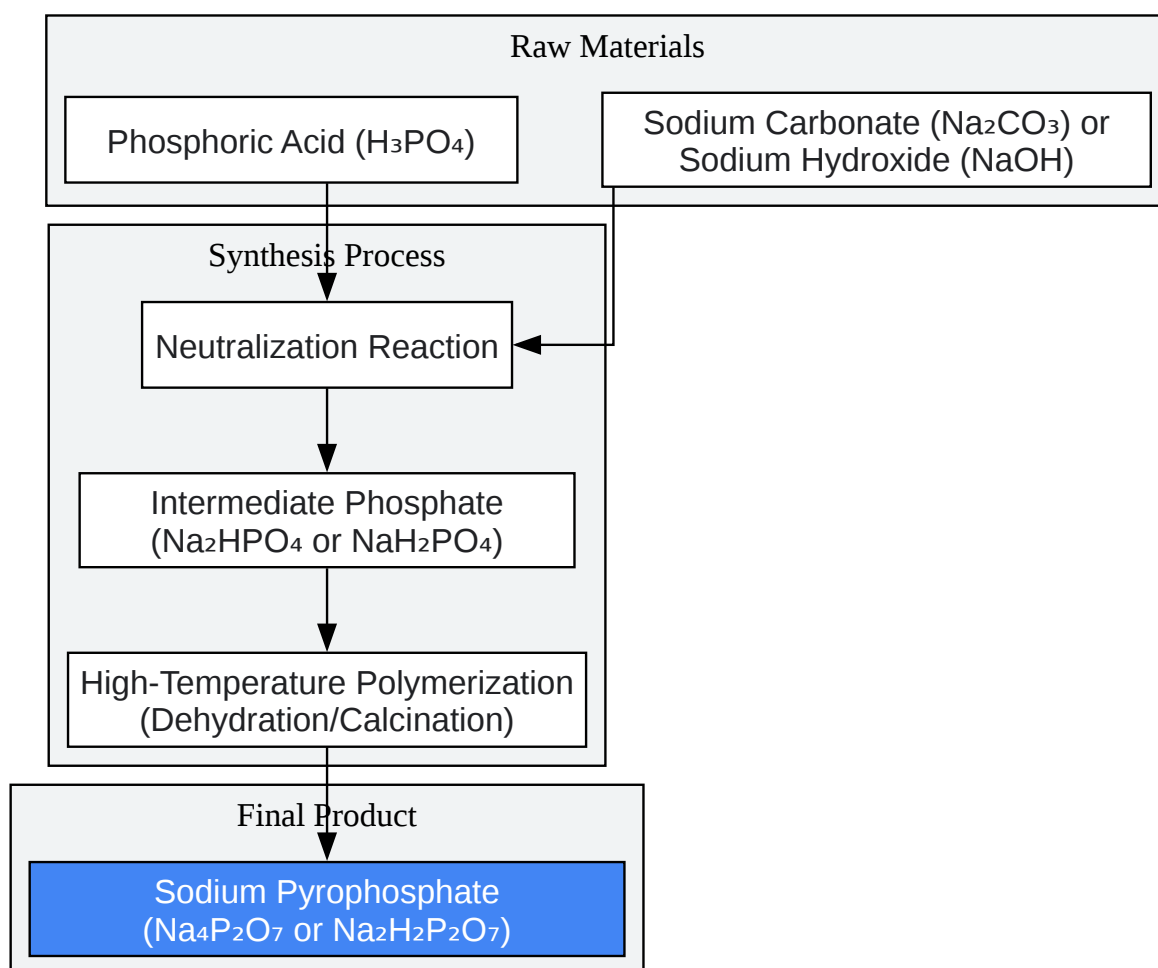 Raw Materials
Phosphoric Acid (H₃PO₄)
Sodium Carbonate (Na₂CO₃) or
Sodium Hydroxide (NaOH)
Synthesis Process
Neutralization Reaction
Intermediate Phosphate
(Na₂HPO₄ or NaH₂PO₄)
High-Temperature Polymerization
(Dehydration/Calcination)
Final Product
Sodium Pyrophosphate
(Na₄P₂O₇ or Na₂H₂P₂O₇)